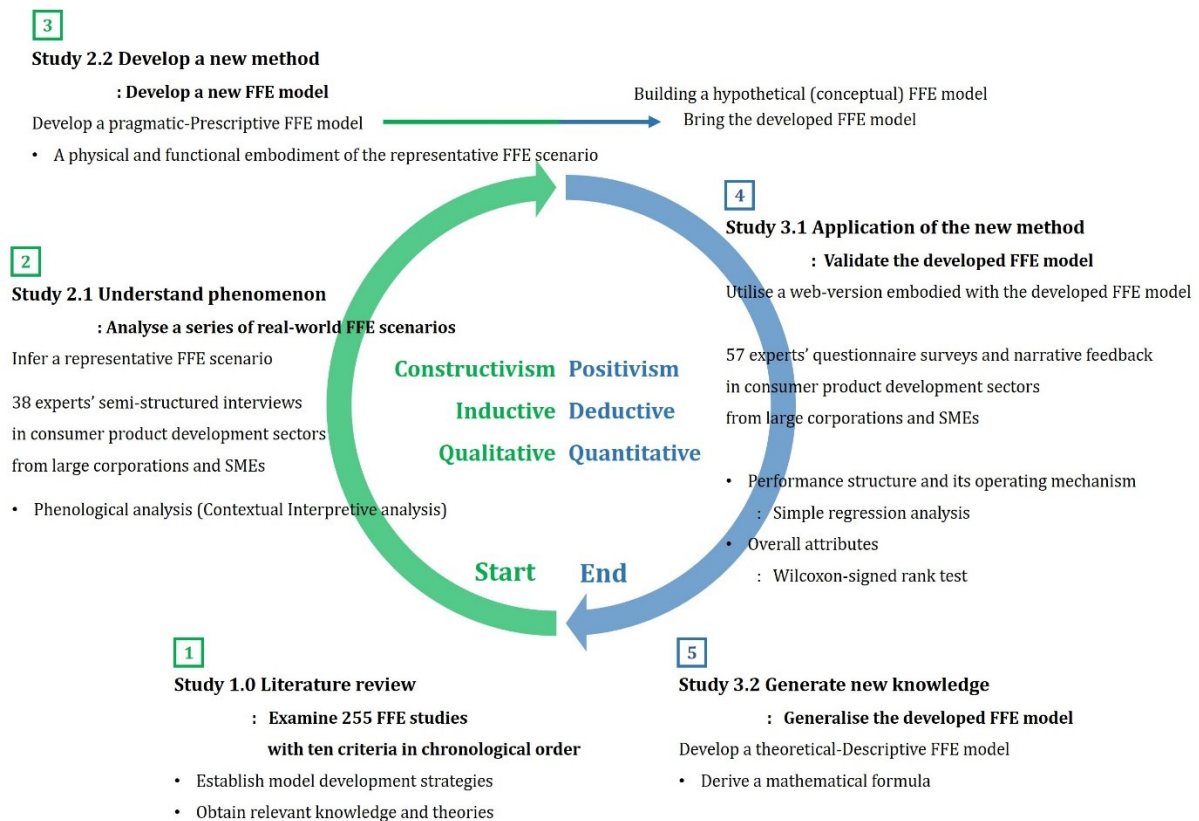 3
Study 2.2 Develop a new method
: Develop a new FFE model
Develop a pragmatic-Prescriptive FFE model
• A physical and functional embodiment of the representative FFE scenario
Building a hypothetical (conceptual) FFE model
Bring the developed FFE model
2
Study 2.1 Understand phenomenon
: Analyse a series of real-world FFE scenarios
Infer a representative FFE scenario
38 experts' semi-structured interviews
in consumer product development sectors
from large corporations and SMEs
• Phenological analysis (Contextual Interpretive analysis)
Constructivism Positivism
Inductive Deductive
Qualitative Quantitative
Start End
4
Study 3.1 Application of the new method
: Validate the developed FFE model
Utilise a web-version embodied with the developed FFE model
57 experts' questionnaire surveys and narrative feedback
in consumer product development sectors
from large corporations and SMEs
• Performance structure and its operating mechanism
: Simple regression analysis
• Overall attributes
: Wilcoxon-signed rank test
1
Study 1.0 Literature review
: Examine 255 FFE studies
with ten criteria in chronological order
• Establish model development strategies
• Obtain relevant knowledge and theories
5
Study 3.2 Generate new knowledge
: Generalise the developed FFE model
Develop a theoretical-Descriptive FFE model
• Derive a mathematical formula